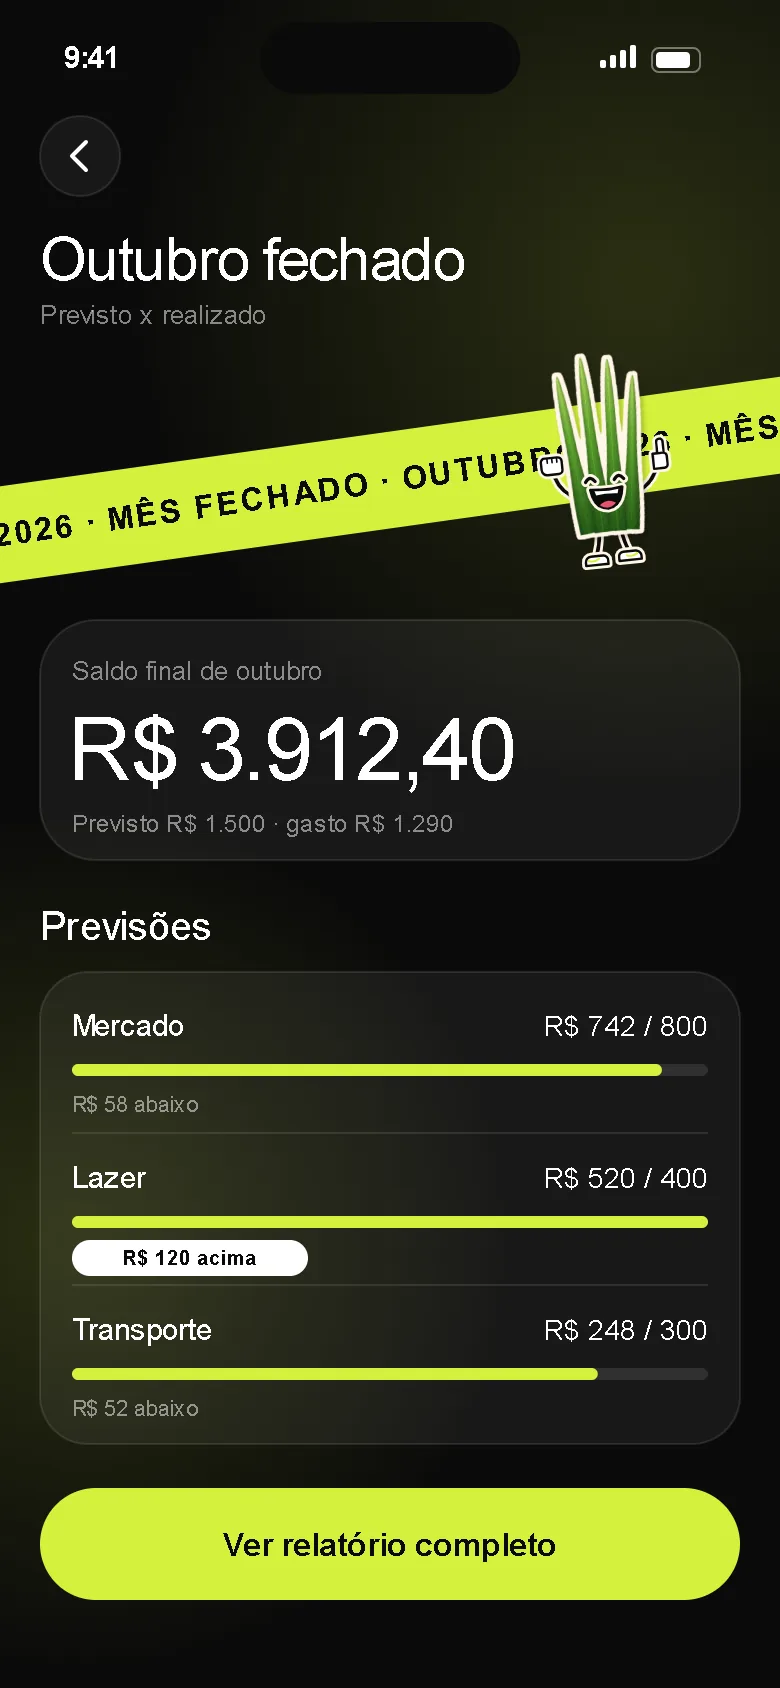 9:41
Outubro fechado
Previsto x realizado
2026 · MÊS FECHADO · OUTUBR 26 · MÊS
Saldo final de outubro
R$ 3.912,40
Previsto R$ 1.500 · gasto R$ 1.290
Previsões
Mercado R$ 742 / 800
R$ 58 abaixo
Lazer R$ 520 / 400
R$ 120 acima
Transporte R$ 248 / 300
R$ 52 abaixo
Ver relatório completo